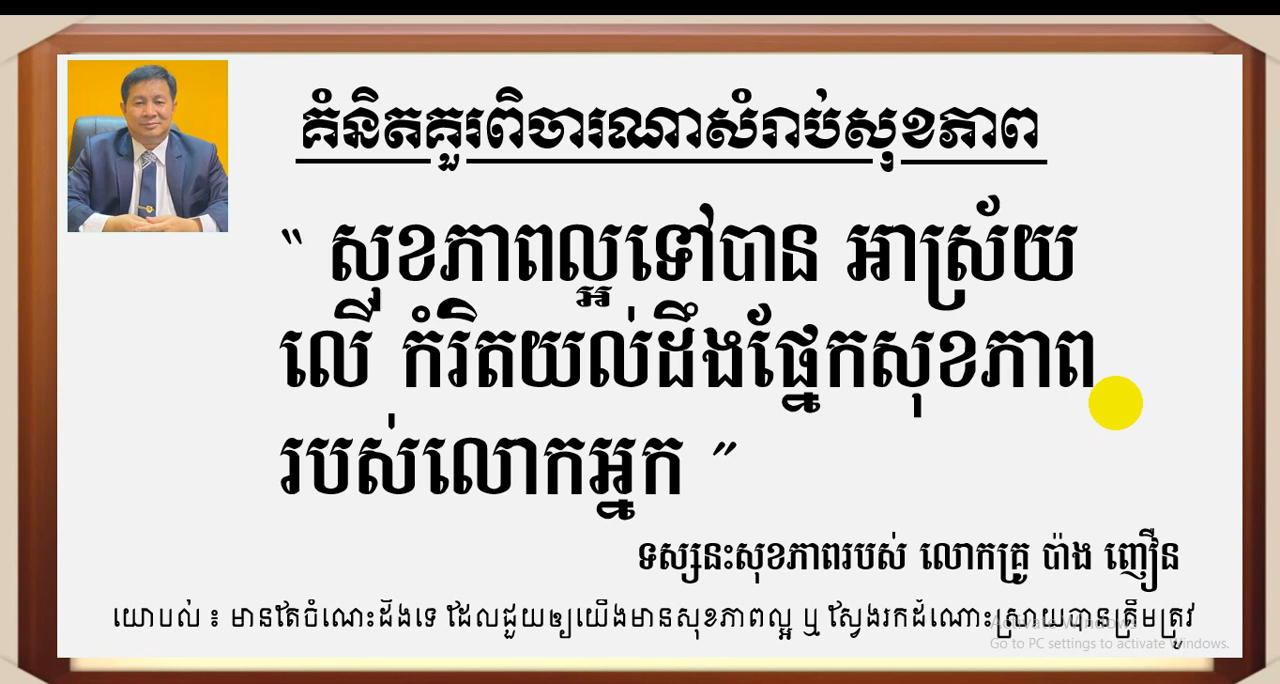 គំនិតគួរពិចារណាសំរាប់សុខភាព
“ សុខភាពល្អទៅបាន អាស្រ័យ
លើ កំរិតយល់ដឹងផ្នែកសុខភាព
របស់លោកអ្នក ”
ទស្សនះសុខភាពរបស់ លោកគ្រូ ប៉ាង ញឿន
យោបល់ ៖ មានតែចំណេះដឹងទេ ដែលជួយឲ្យយើងមានសុខភាពល្អ ឬ ស្វែងរកដំណោះស្រាយបានត្រឹមត្រូវ
Activate Windows
Go to PC settings to activate Windows.